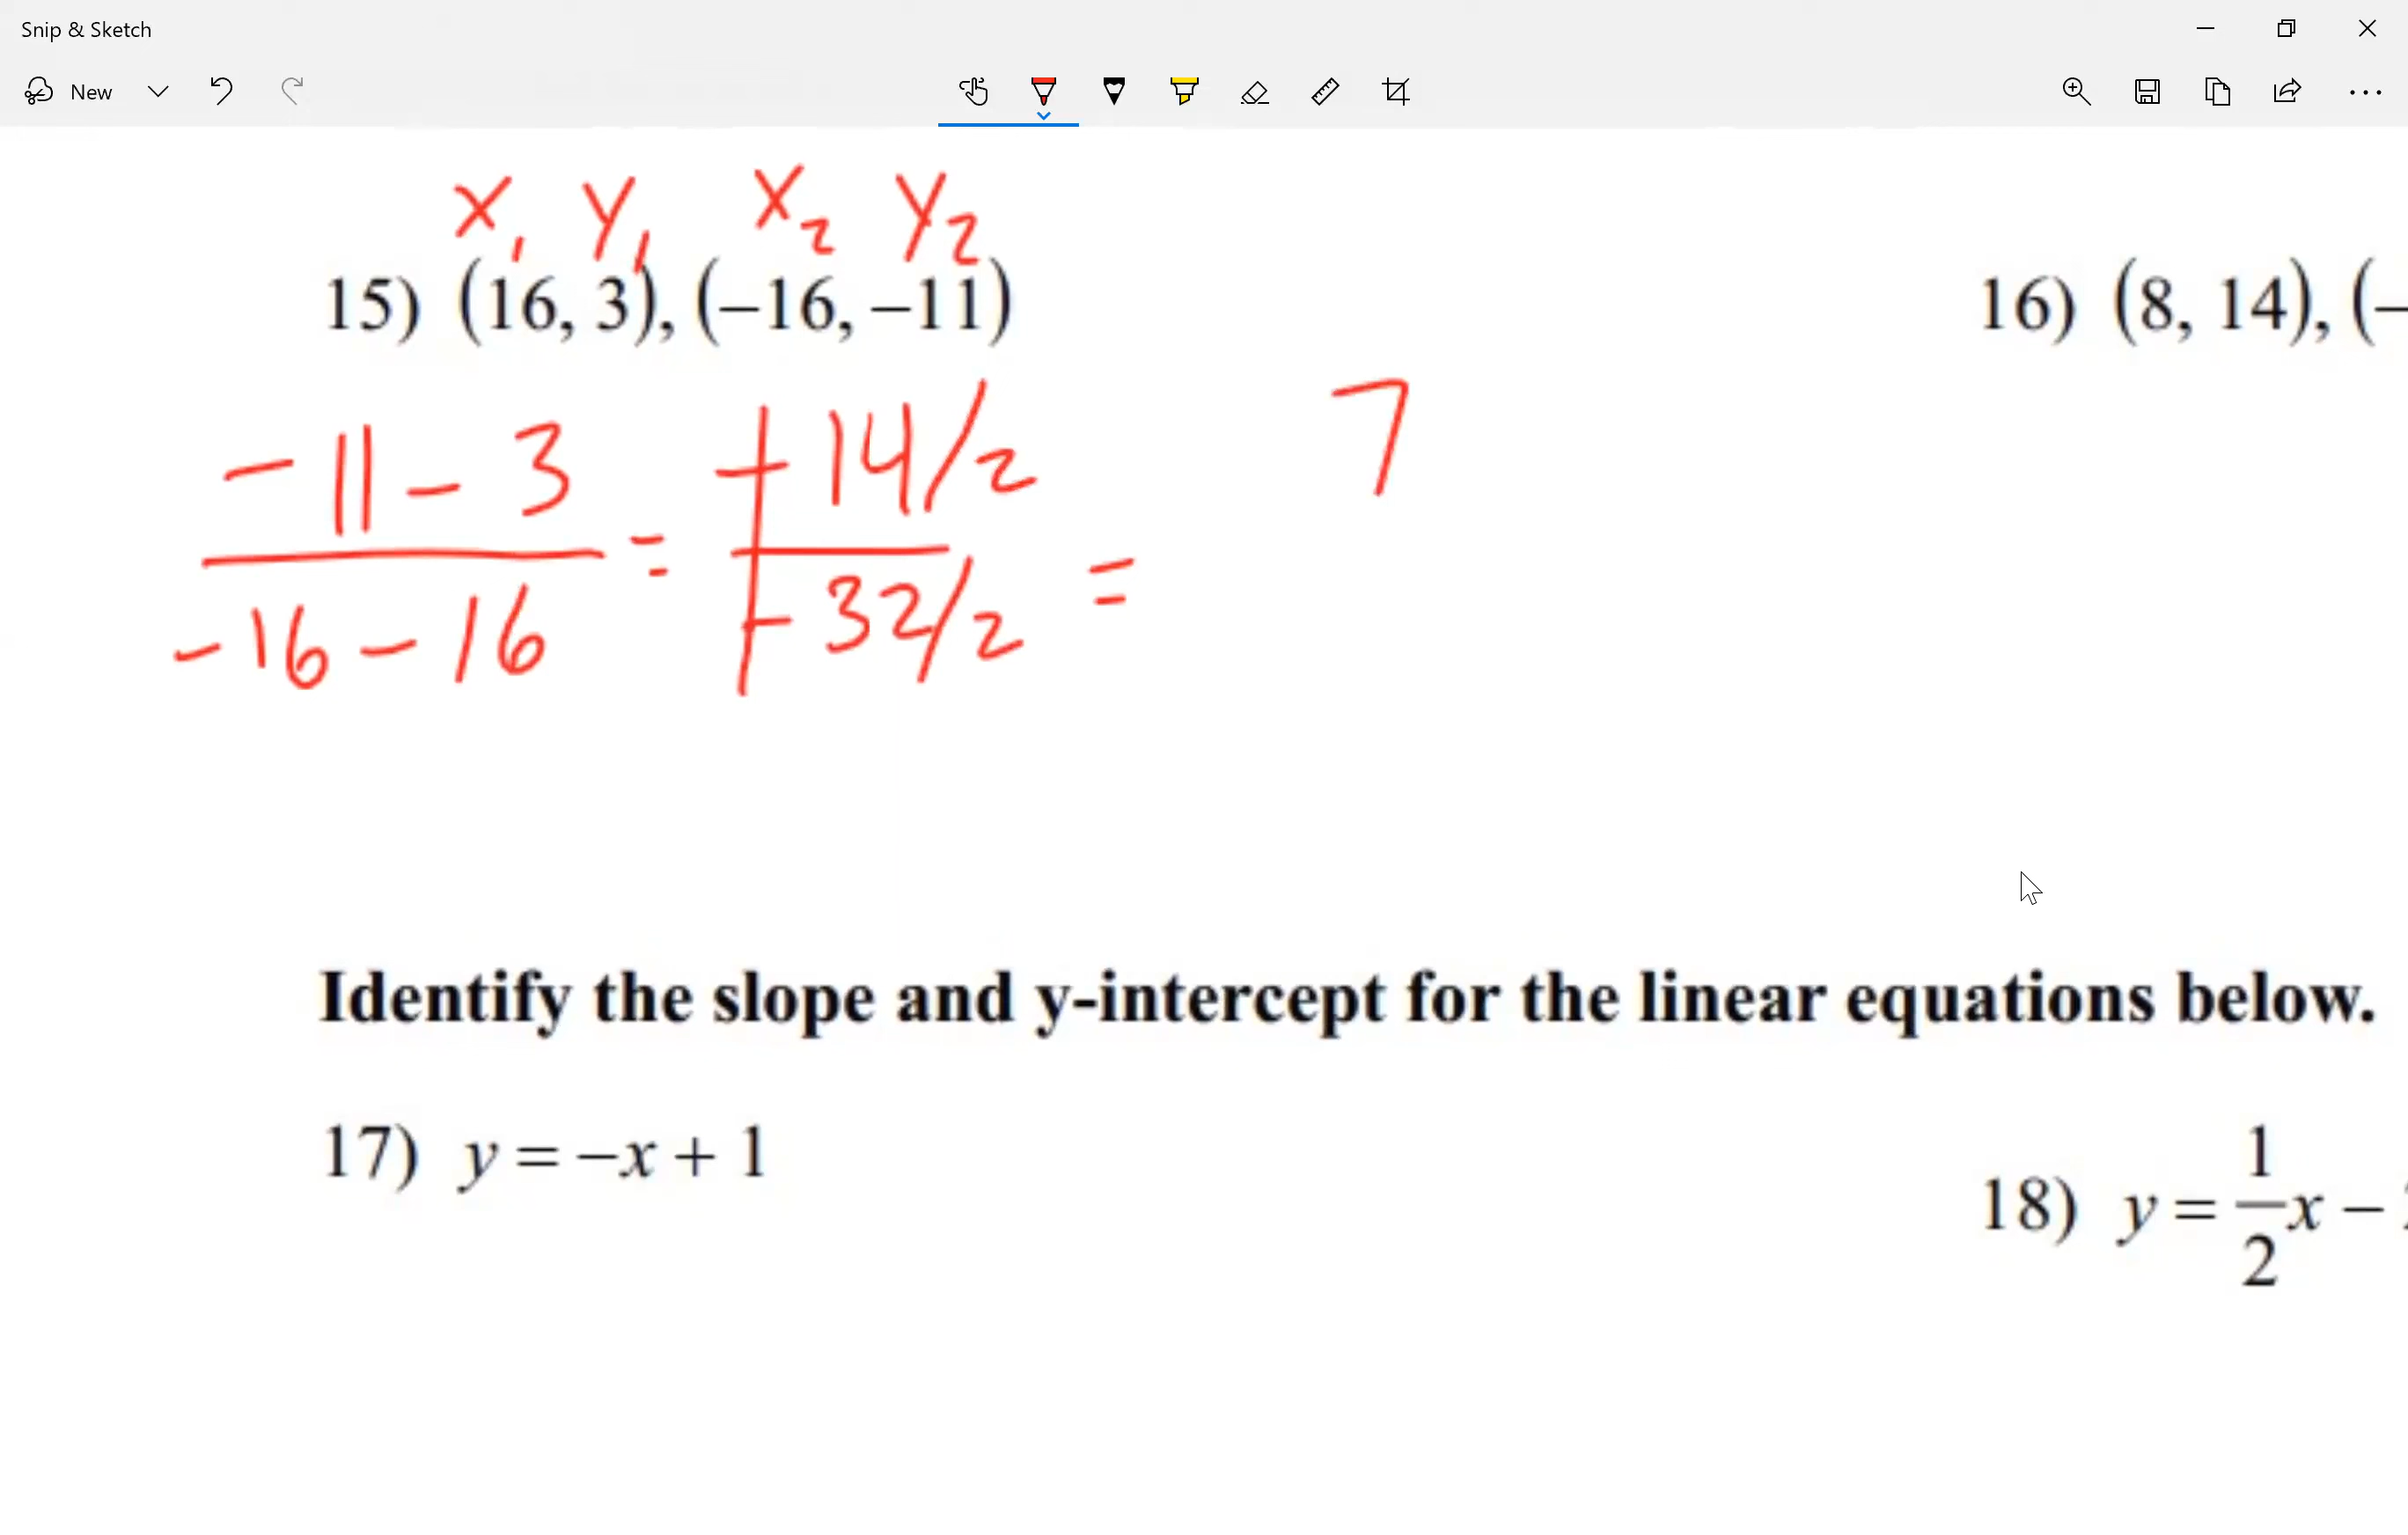 Snip & Sketch
New
x₁ y₁ x₂ y₂
15) (16, 3), (–16, –11)
16) (8, 14), (–
-11 - 3 / -16 - 16 = -14/2 / -32/2 =
7
Identify the slope and y-intercept for the linear equations below.
17) y = –x + 1
18) y = 1/2 x –